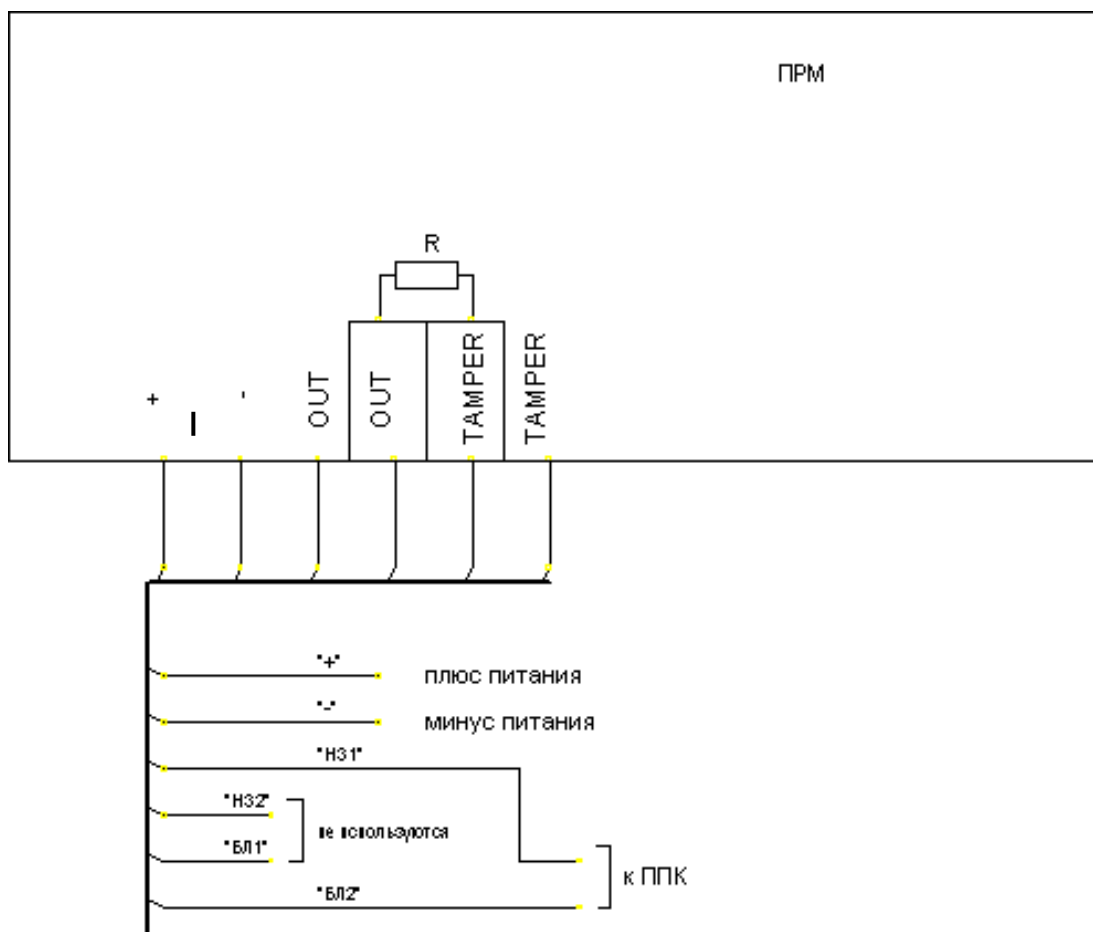 ПРМ
R
+
-
OUT
OUT
TAMPER
TAMPER
"+"
плюс питания
"-"
минус питания
"НЗ1"
"НЗ2"
не используются
"БЛ1"
к ППК
"БЛ2"